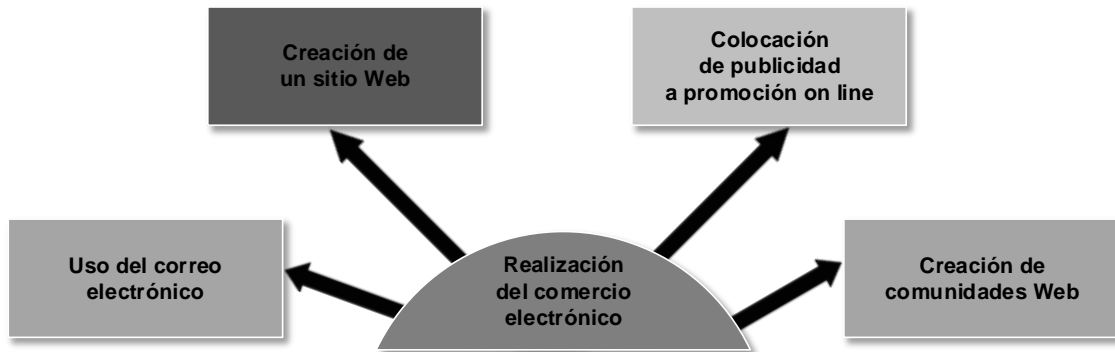 Creación de
un sitio Web
Colocación
de publicidad
a promoción on line
Uso del correo
electrónico
Realización
del comercio
electrónico
Creación de
comunidades Web